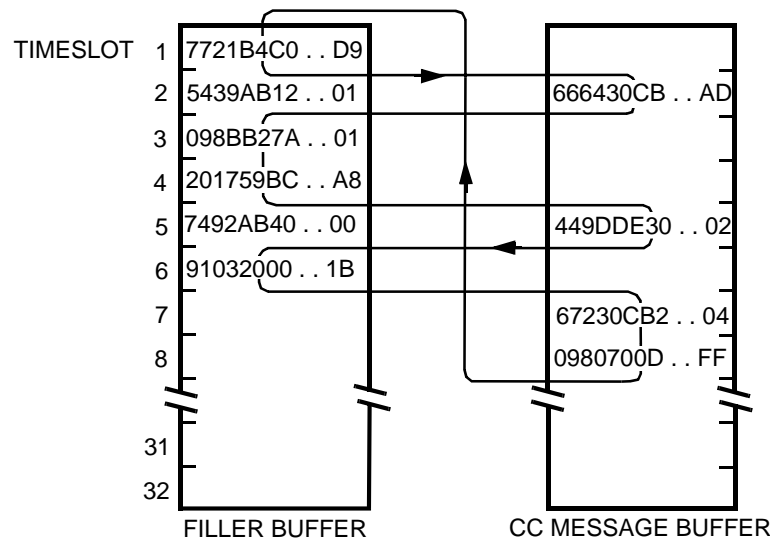 TIMESLOT 1 7721B4C0 . . D9
2 5439AB12 . . 01 666430CB . . AD
3 098BB27A . . 01
4 201759BC . . A8
5 7492AB40 . . 00 449DDE30 . . 02
6 91032000 . . 1B
7 67230CB2 . . 04
8 0980700D . . FF
31
32
FILLER BUFFER CC MESSAGE BUFFER